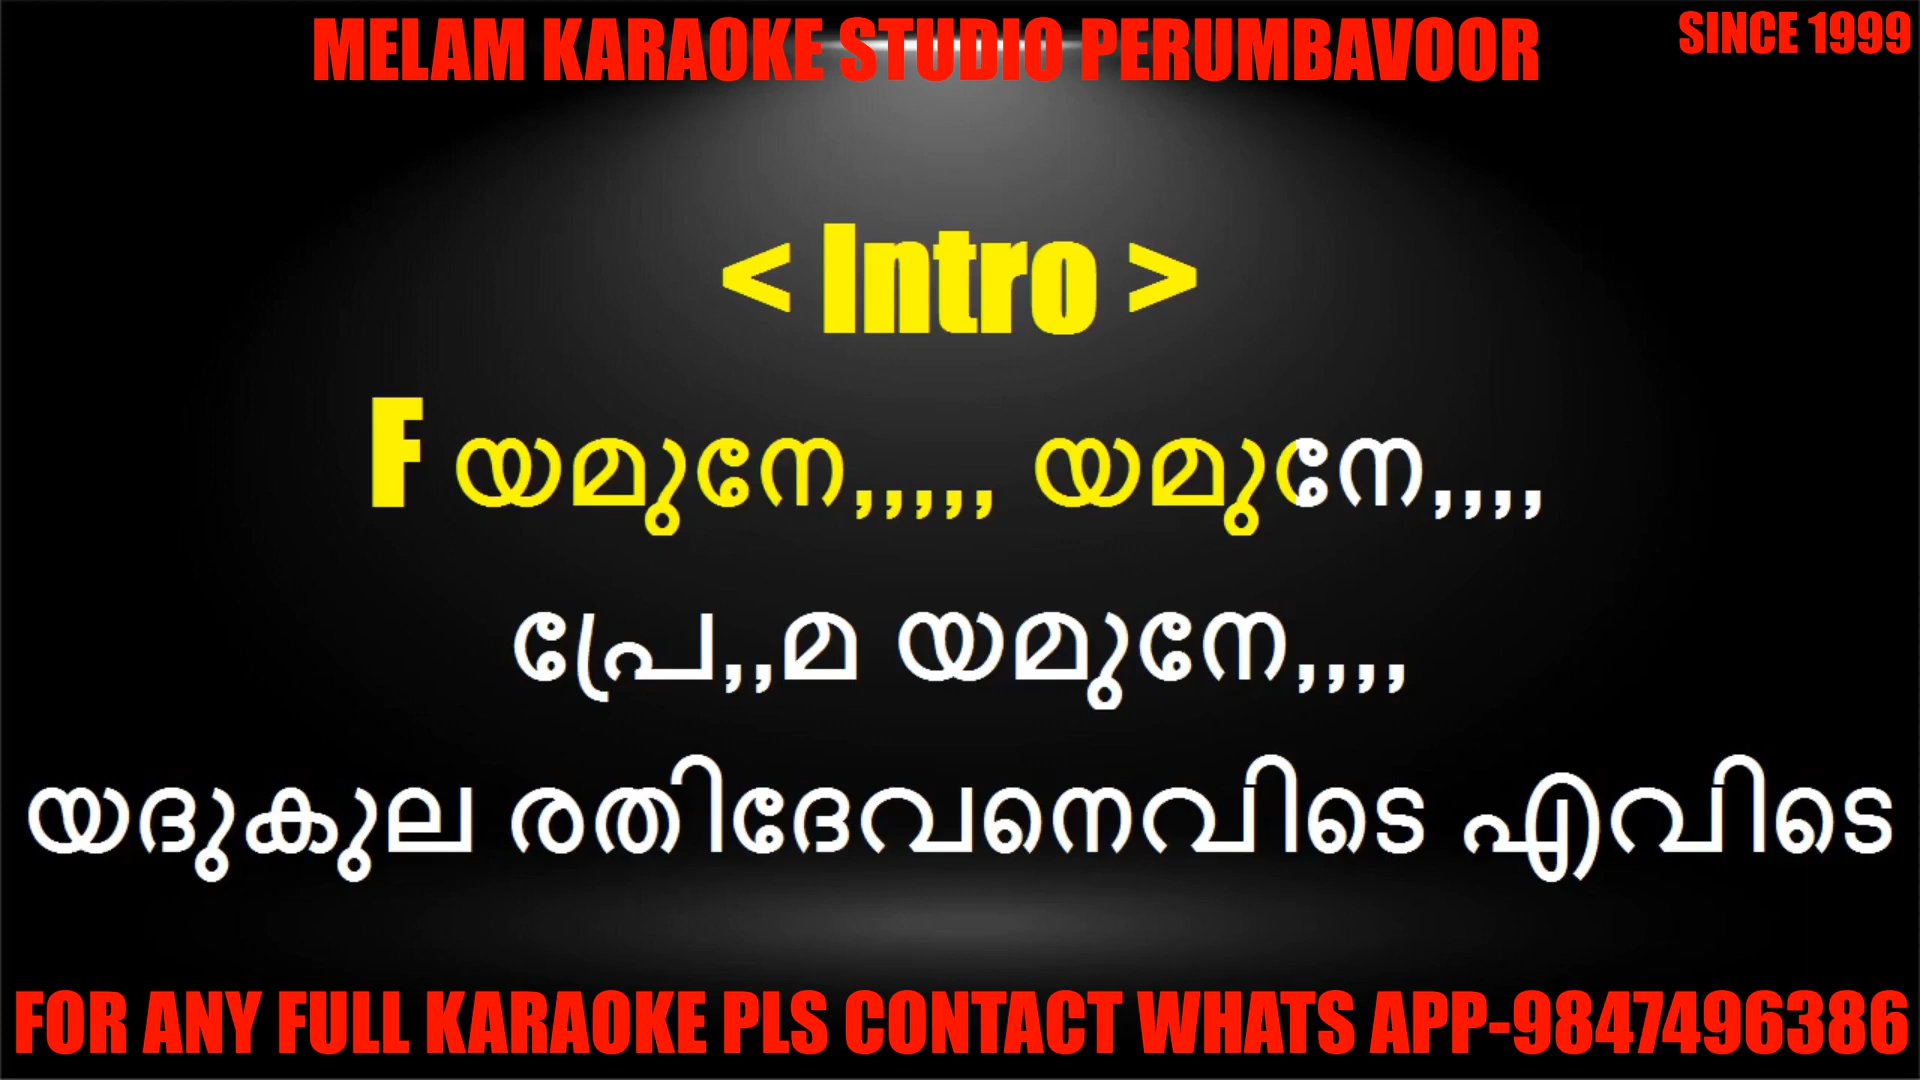 MELAM KARAOKE STUDIO PERUMBAVOOR
SINCE 1999
< Intro >
F യമുനേ,,,,, യമുനേ,,,,
പ്രേ,,മ യമുനേ,,,,
യദുകുല രതിദേവനെവിടെ എവിടെ
FOR ANY FULL KARAOKE PLS CONTACT WHATS APP-9847496386